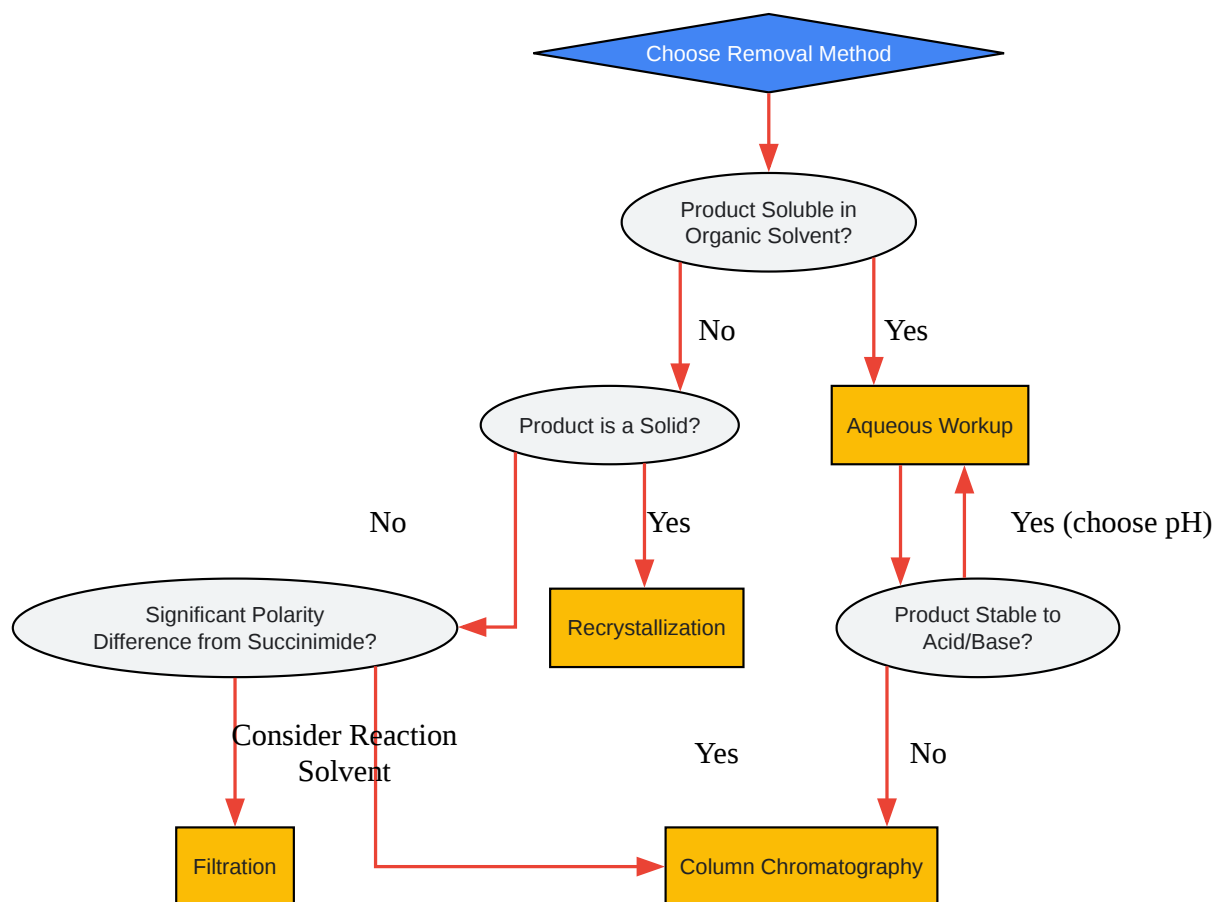 Choose Removal Method
Product Soluble in
Organic Solvent?
No
Yes
Product is a Solid?
Aqueous Workup
No
Yes
Yes (choose pH)
Significant Polarity
Difference from Succinimide?
Recrystallization
Product Stable to
Acid/Base?
Consider Reaction
Solvent
Yes
No
Filtration
Column Chromatography